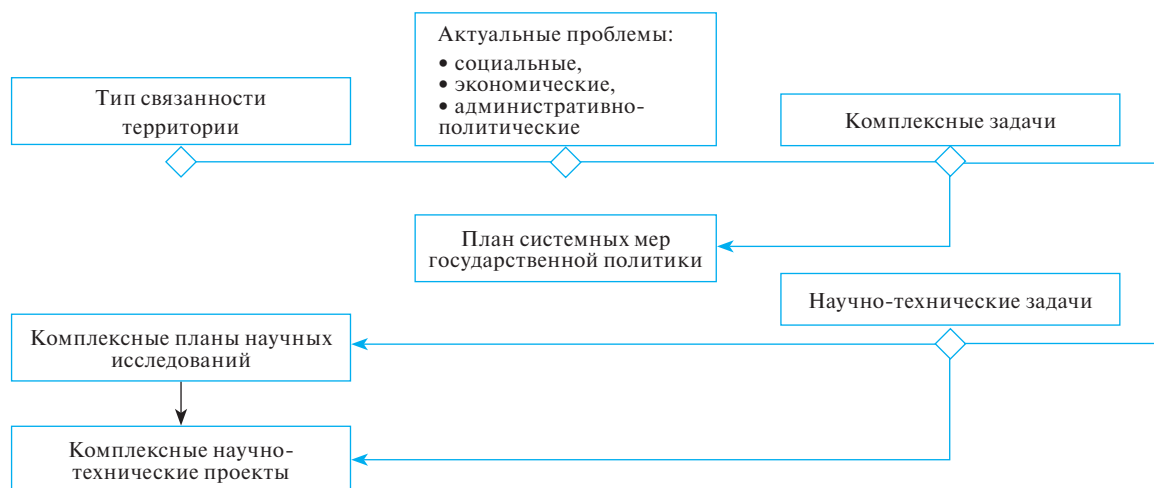 Тип связанности
территории
Актуальные проблемы:
• социальные,
• экономические,
• административно-
политические
Комплексные задачи
План системных мер
государственной политики
Научно-технические задачи
Комплексные планы научных
исследований
Комплексные научно-
технические проекты